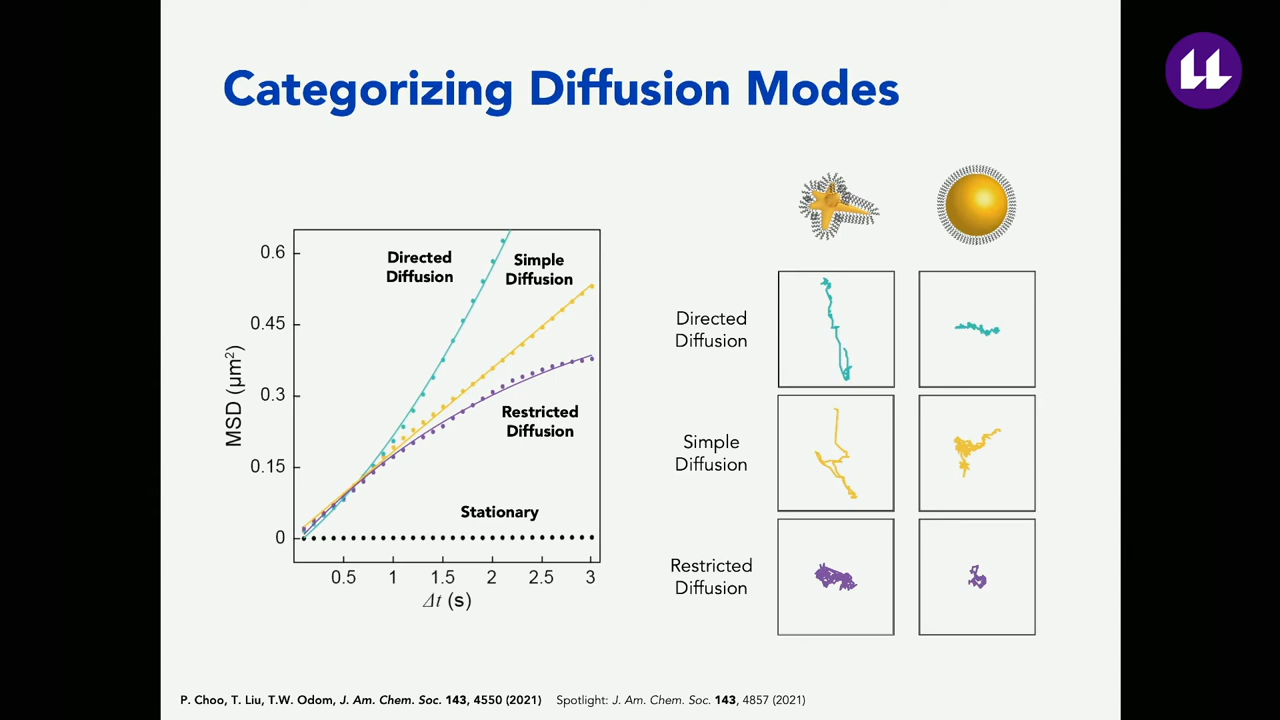 Categorizing Diffusion Modes
MSD (μm²)
0.6
0.45
0.3
0.15
0
0.5 1 1.5 2 2.5 3
Δt (s)
Directed
Diffusion
Simple
Diffusion
Restricted
Diffusion
Stationary
Directed
Diffusion
Simple
Diffusion
Restricted
Diffusion
P. Choo, T. Liu, T.W. Odom, J. Am. Chem. Soc. 143, 4550 (2021) Spotlight: J. Am. Chem. Soc. 143, 4857 (2021)